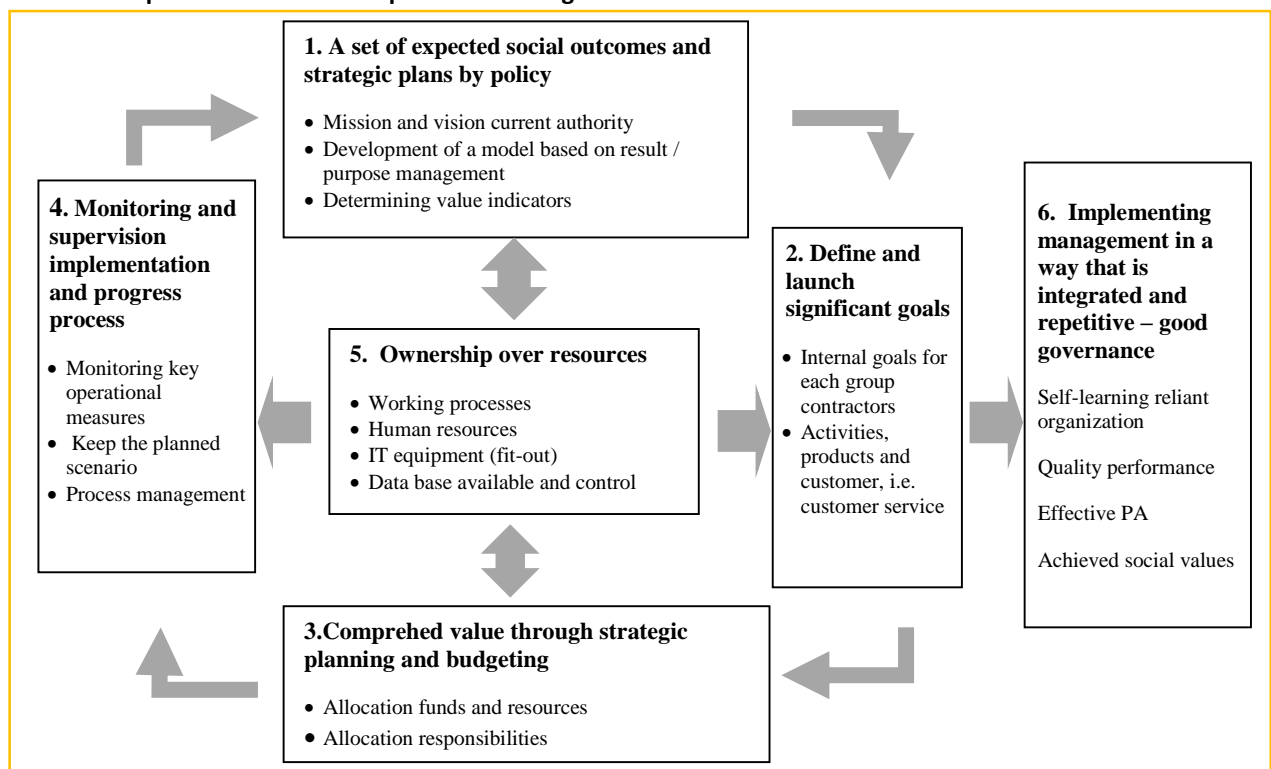 1. A set of expected social outcomes and
strategic plans by policy
• Mission and vision current authority
• Development of a model based on result /
purpose management
• Determining value indicators
4. Monitoring and
supervision
implementation
and progress
process
• Monitoring key
operational
measures
• Keep the planned
scenario
• Process management
5. Ownership over resources
• Working processes
• Human resources
• IT equipment (fit-out)
• Data base available and control
2. Define and
launch
significant goals
• Internal goals for
each group
contractors
• Activities,
products and
customer, i.e.
customer service
6. Implementing
management in a
way that is
integrated and
repetitive – good
governance
Self-learning reliant
organization
Quality performance
Effective PA
Achieved social values
3.Comprehed value through strategic
planning and budgeting
• Allocation funds and resources
• Allocation responsibilities